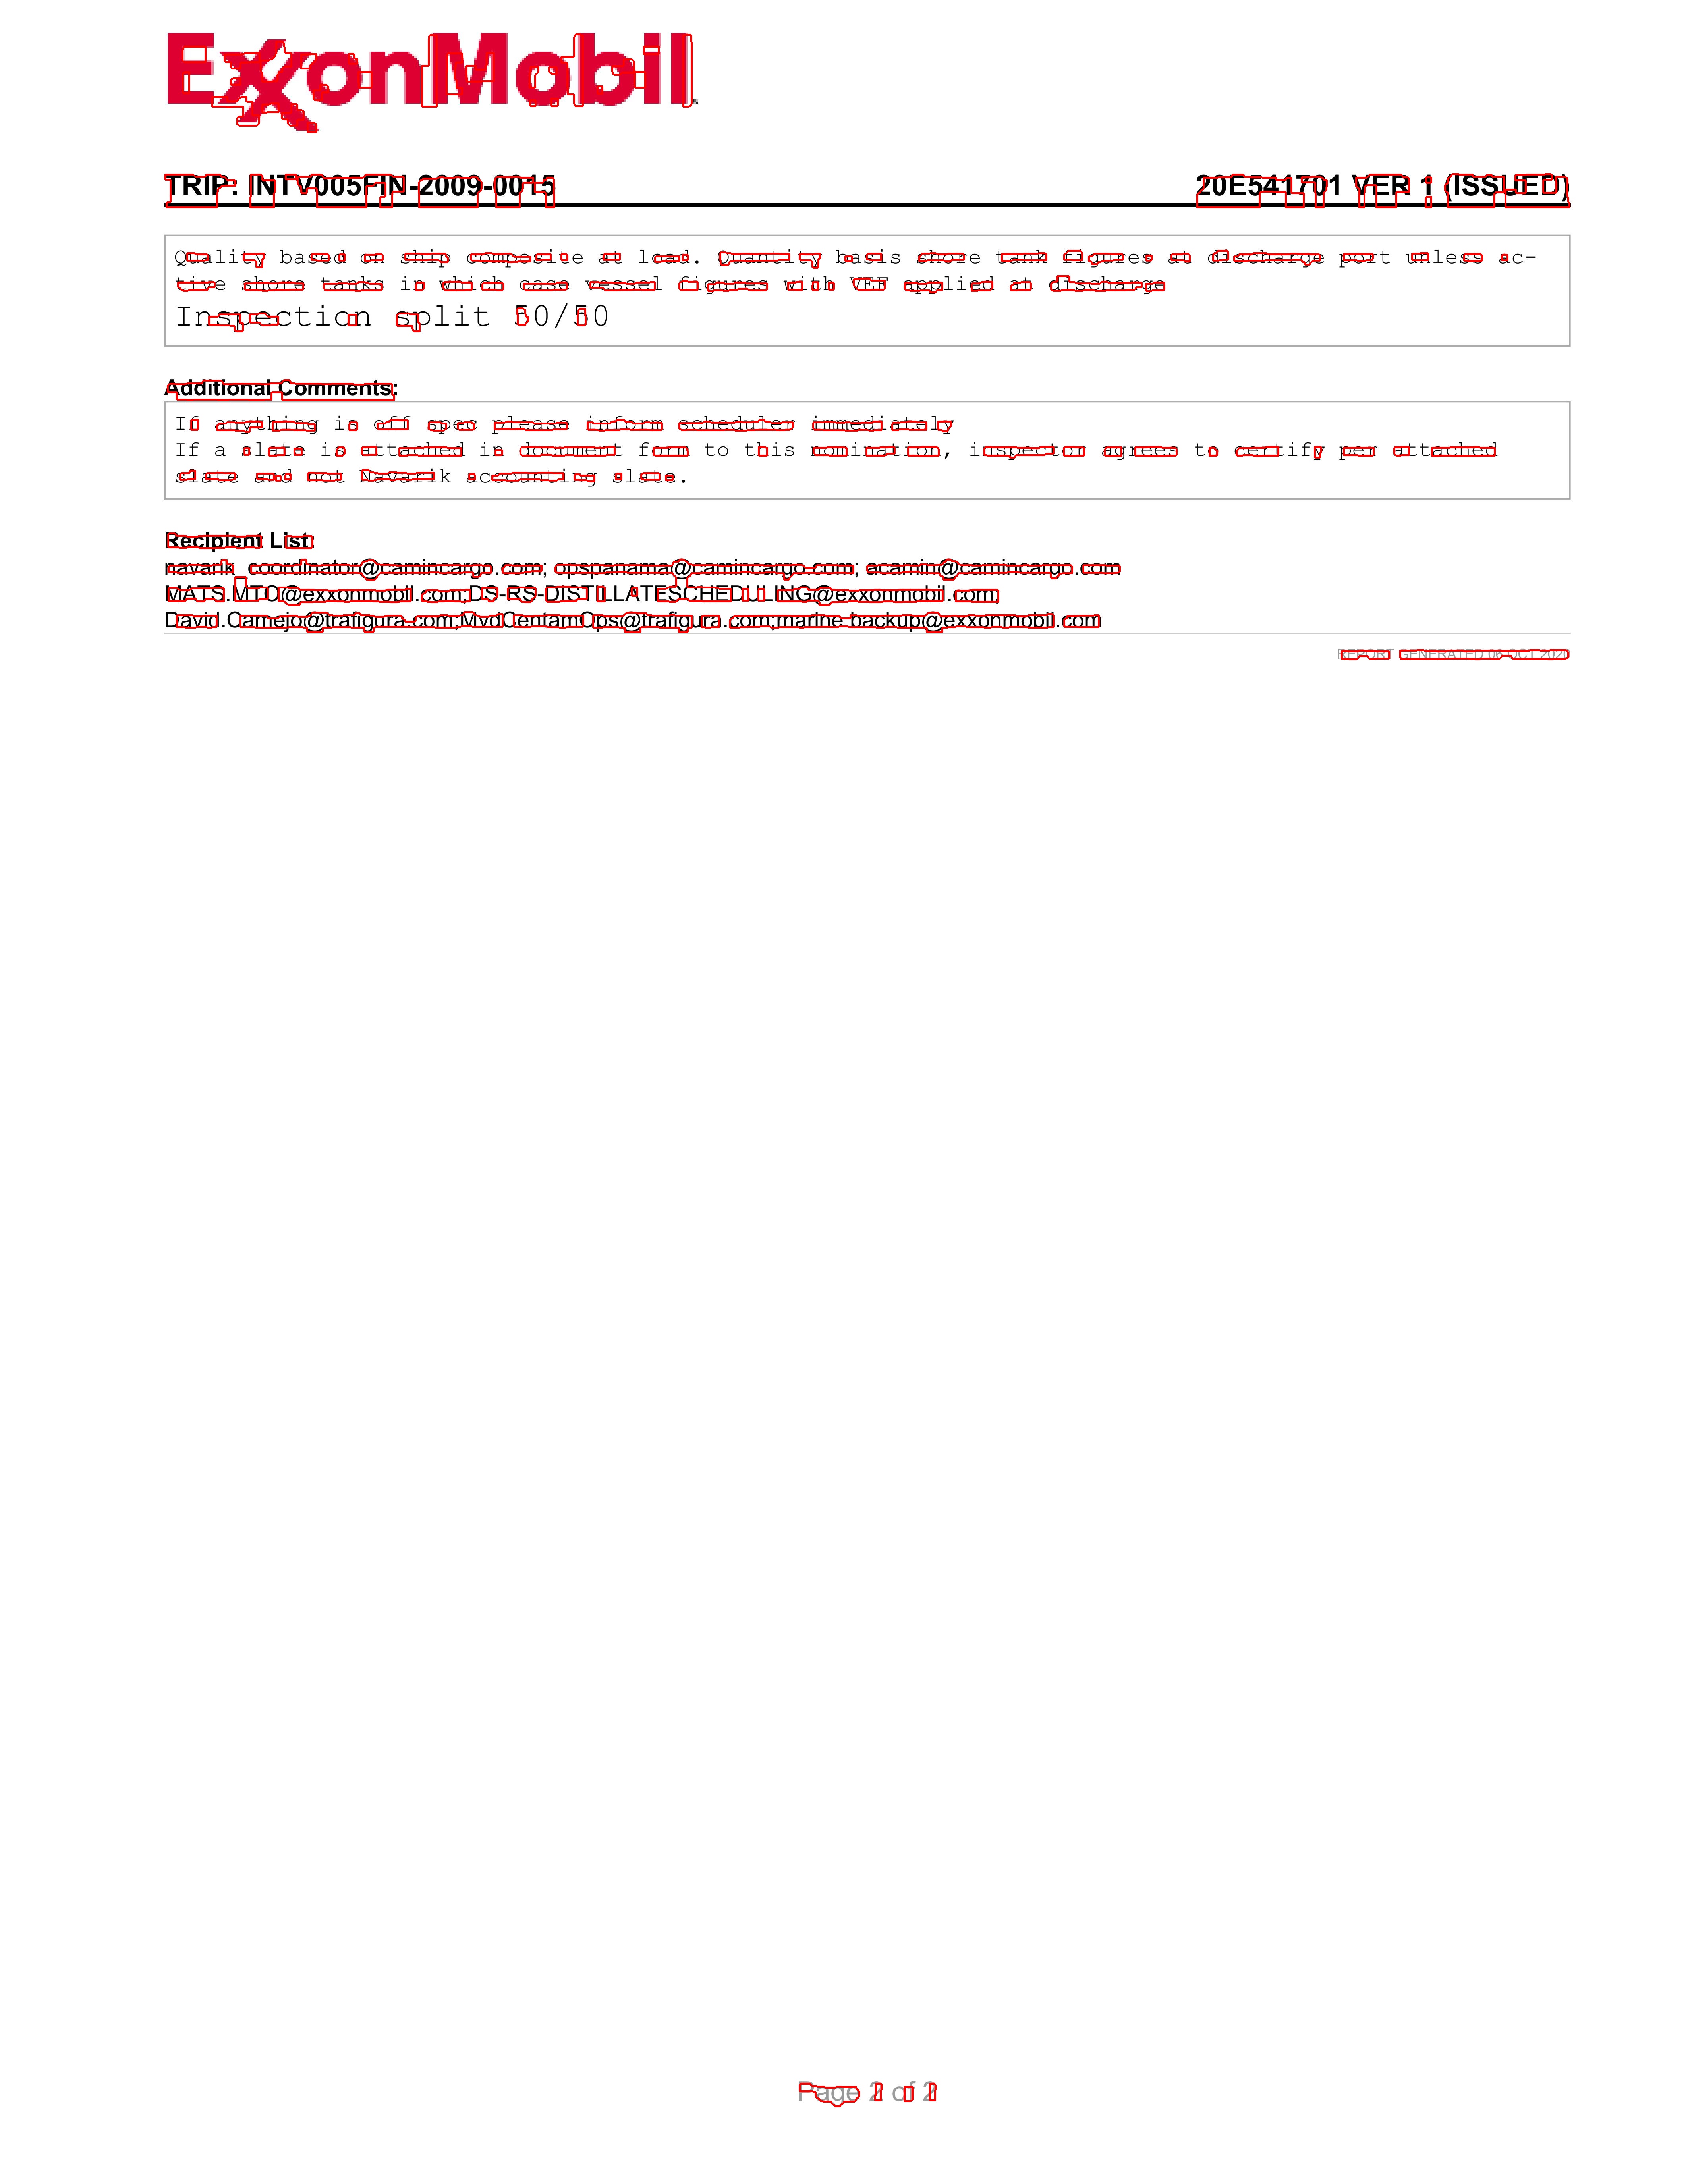 ExxonMobil
TRIP: INTV005FIN-2009-0015 20E541701 VER 1 (ISSUED)
Quality based on ship composite at load. Quantity basis shore tank figures at discharge port unless ac-
tive shore tanks in which case vessel figures with VEF applied at discharge
Inspection split 50/50
Additional Comments:
If anything is off spec please inform scheduler immediately
If a slate is attached in document form to this nomination, inspector agrees to certify per attached
slate and not Navarik accounting slate.
Recipient List:
navarik_coordinator@camincargo.com; opspanama@camincargo.com; acamin@camincargo.com
MATS.MTO@exxonmobil.com;DS-RS-DISTILLATESCHEDULING@exxonmobil.com;
David.Camejo@trafigura.com;MvdCentamOps@trafigura.com;marine.backup@exxonmobil.com
REPORT GENERATED 06-OCT 2020
Page 2 of 2